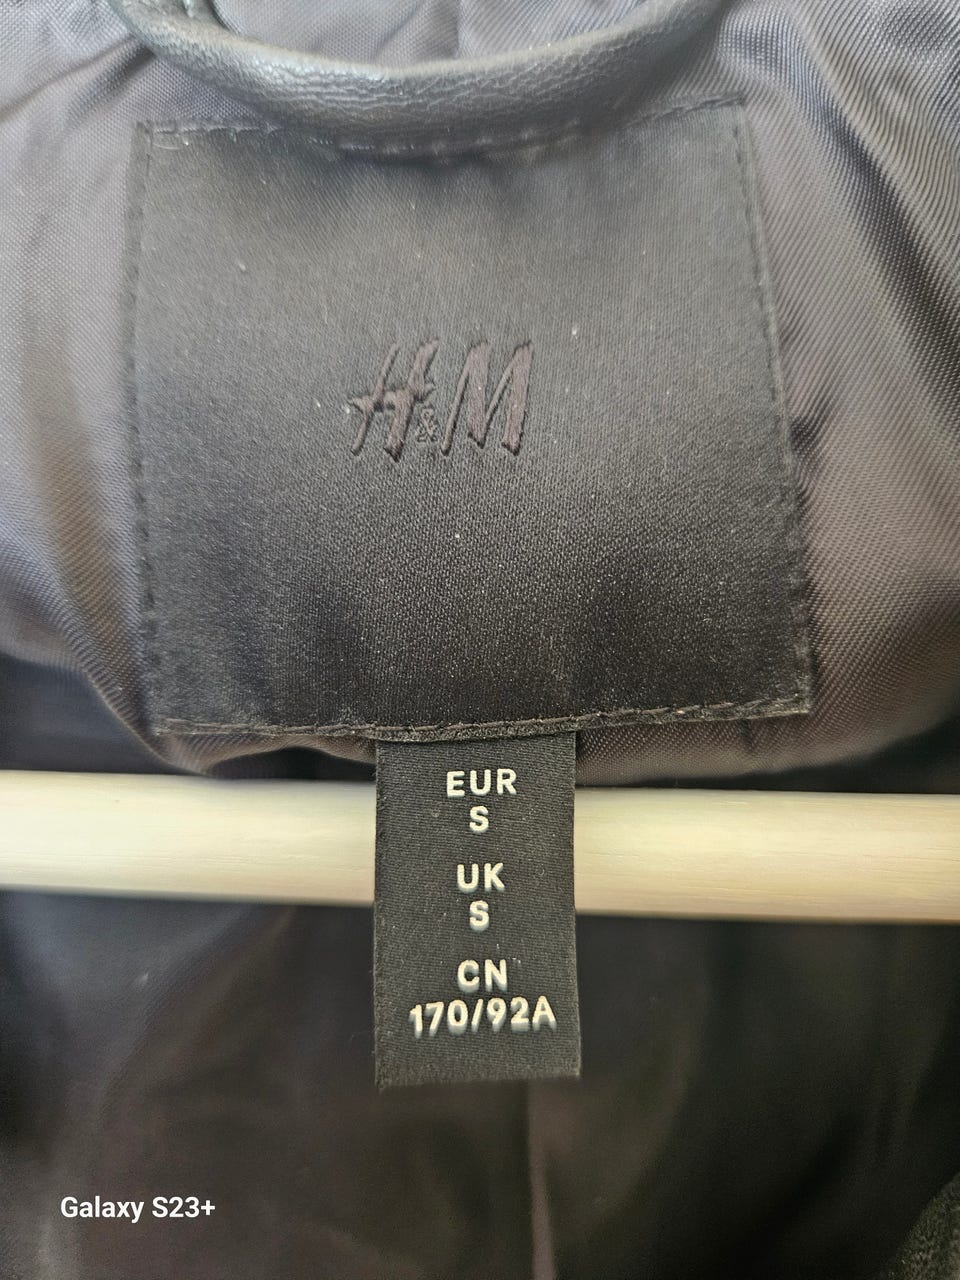 H&M
EUR
S
UK
S
CN
170/92A
Galaxy S23+